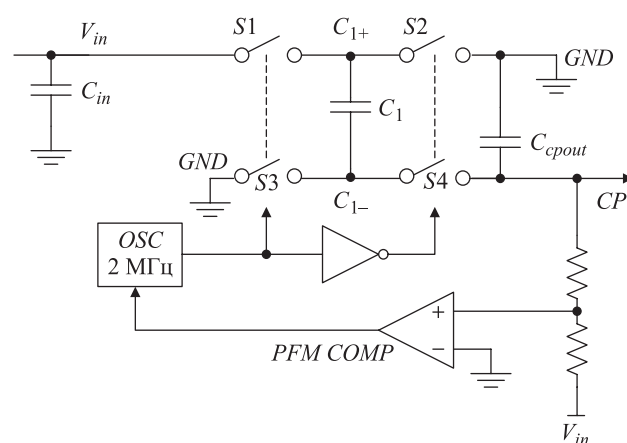 V_in
S1
C_1+
S2
GND
C_in
C_1
C_cpout
GND
S3
C_1–
S4
CP
OSC
2 МГц
+
–
PFM COMP
V_in